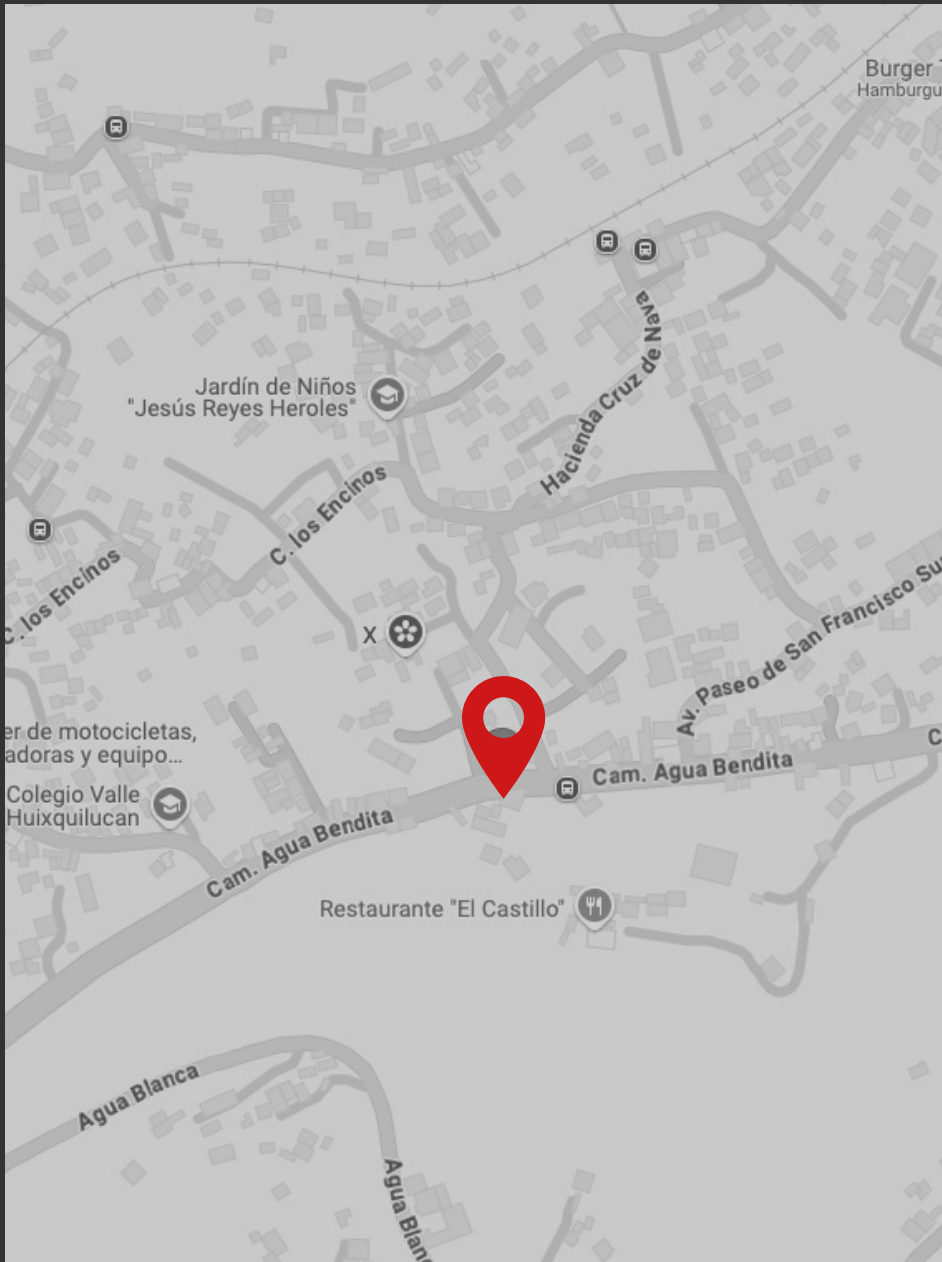 Burger
Hamburgu
Hacienda Cruz de Nava
Jardín de Niños
"Jesús Reyes Heroles"
C. los Encinos
C. los Encinos
X
Av. Paseo de San Francisco Su
er de motocicletas,
adoras y equipo...
Colegio Valle
Huixquilucan
Cam. Agua Bendita
C
Cam. Agua Bendita
Restaurante "El Castillo"
Agua Blanca
Agua Blan